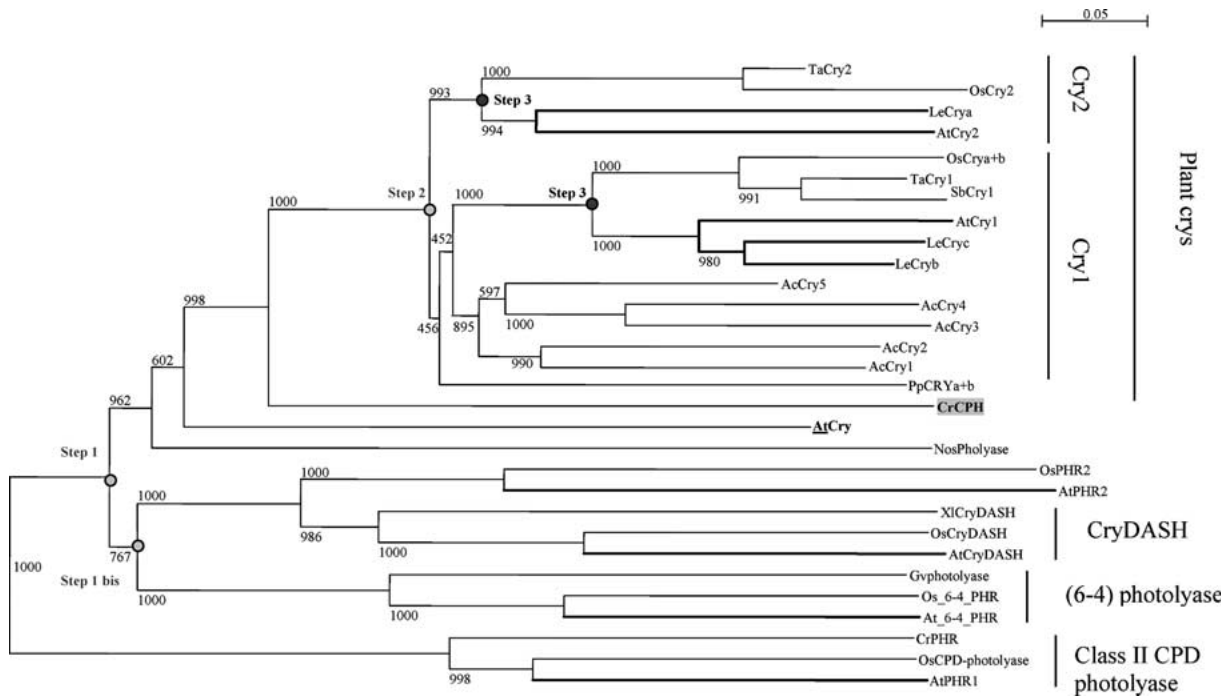 0.05
1000
TaCry2
OsCry2
993
Step 3
LeCrya
994
AtCry2
Cry2
OsCrya+b
1000
TaCry1
991
SbCry1
Step 2
1000
Step 3
1000
AtCry1
1000
LeCryc
980
LeCryb
452
Cry1
Plant crys
AcCry5
597
AcCry4
1000
AcCry3
998
456
895
AcCry2
990
AcCry1
602
PpCRYa+b
962
CrCPH
AtCry
Step 1
NosPholyase
1000
OsPHR2
1000
AtPHR2
XlCryDASH
986
OsCryDASH
1000
AtCryDASH
CryDASH
767
1000
Step 1 bis
Gvphotolyase
1000
Os_6-4_PHR
1000
At_6-4_PHR
(6-4) photolyase
CrPHR
OsCPD-photolyase
998
AtPHR1
Class II CPD
photolyase